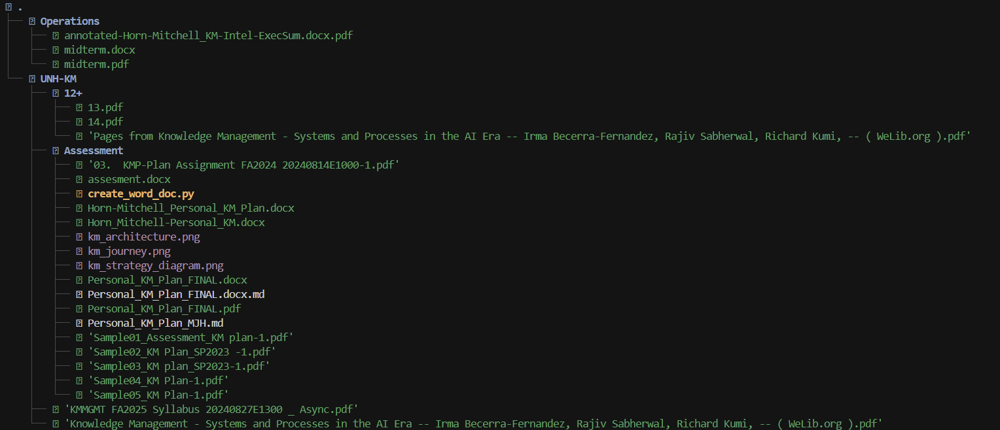 .
Operations
annotated-Horn-Mitchell_KM-Intel-ExecSum.docx.pdf
midterm.docx
midterm.pdf
UNH-KM
12+
13.pdf
14.pdf
'Pages from Knowledge Management - Systems and Processes in the AI Era -- Irma Becerra-Fernandez, Rajiv Sabherwal, Richard Kumi, -- ( WeLib.org ).pdf'
Assessment
'03.  KMP-Plan Assignment FA2024 20240814E1000-1.pdf'
assesment.docx
create_word_doc.py
Horn-Mitchell_Personal_KM_Plan.docx
Horn_Mitchell-Personal_KM.docx
km_architecture.png
km_journey.png
km_strategy_diagram.png
Personal_KM_Plan_FINAL.docx
Personal_KM_Plan_FINAL.docx.md
Personal_KM_Plan_FINAL.pdf
Personal_KM_Plan_MJH.md
'Sample01_Assessment_KM plan-1.pdf'
'Sample02_KM Plan_SP2023 -1.pdf'
'Sample03_KM plan_SP2023-1.pdf'
'Sample04_KM Plan-1.pdf'
'Sample05_KM Plan-1.pdf'
'KMMGMT FA2025 Syllabus 20240827E1300 _ Async.pdf'
'Knowledge Management - Systems and Processes in the AI Era -- Irma Becerra-Fernandez, Rajiv Sabherwal, Richard Kumi, -- ( WeLib.org ).pdf'